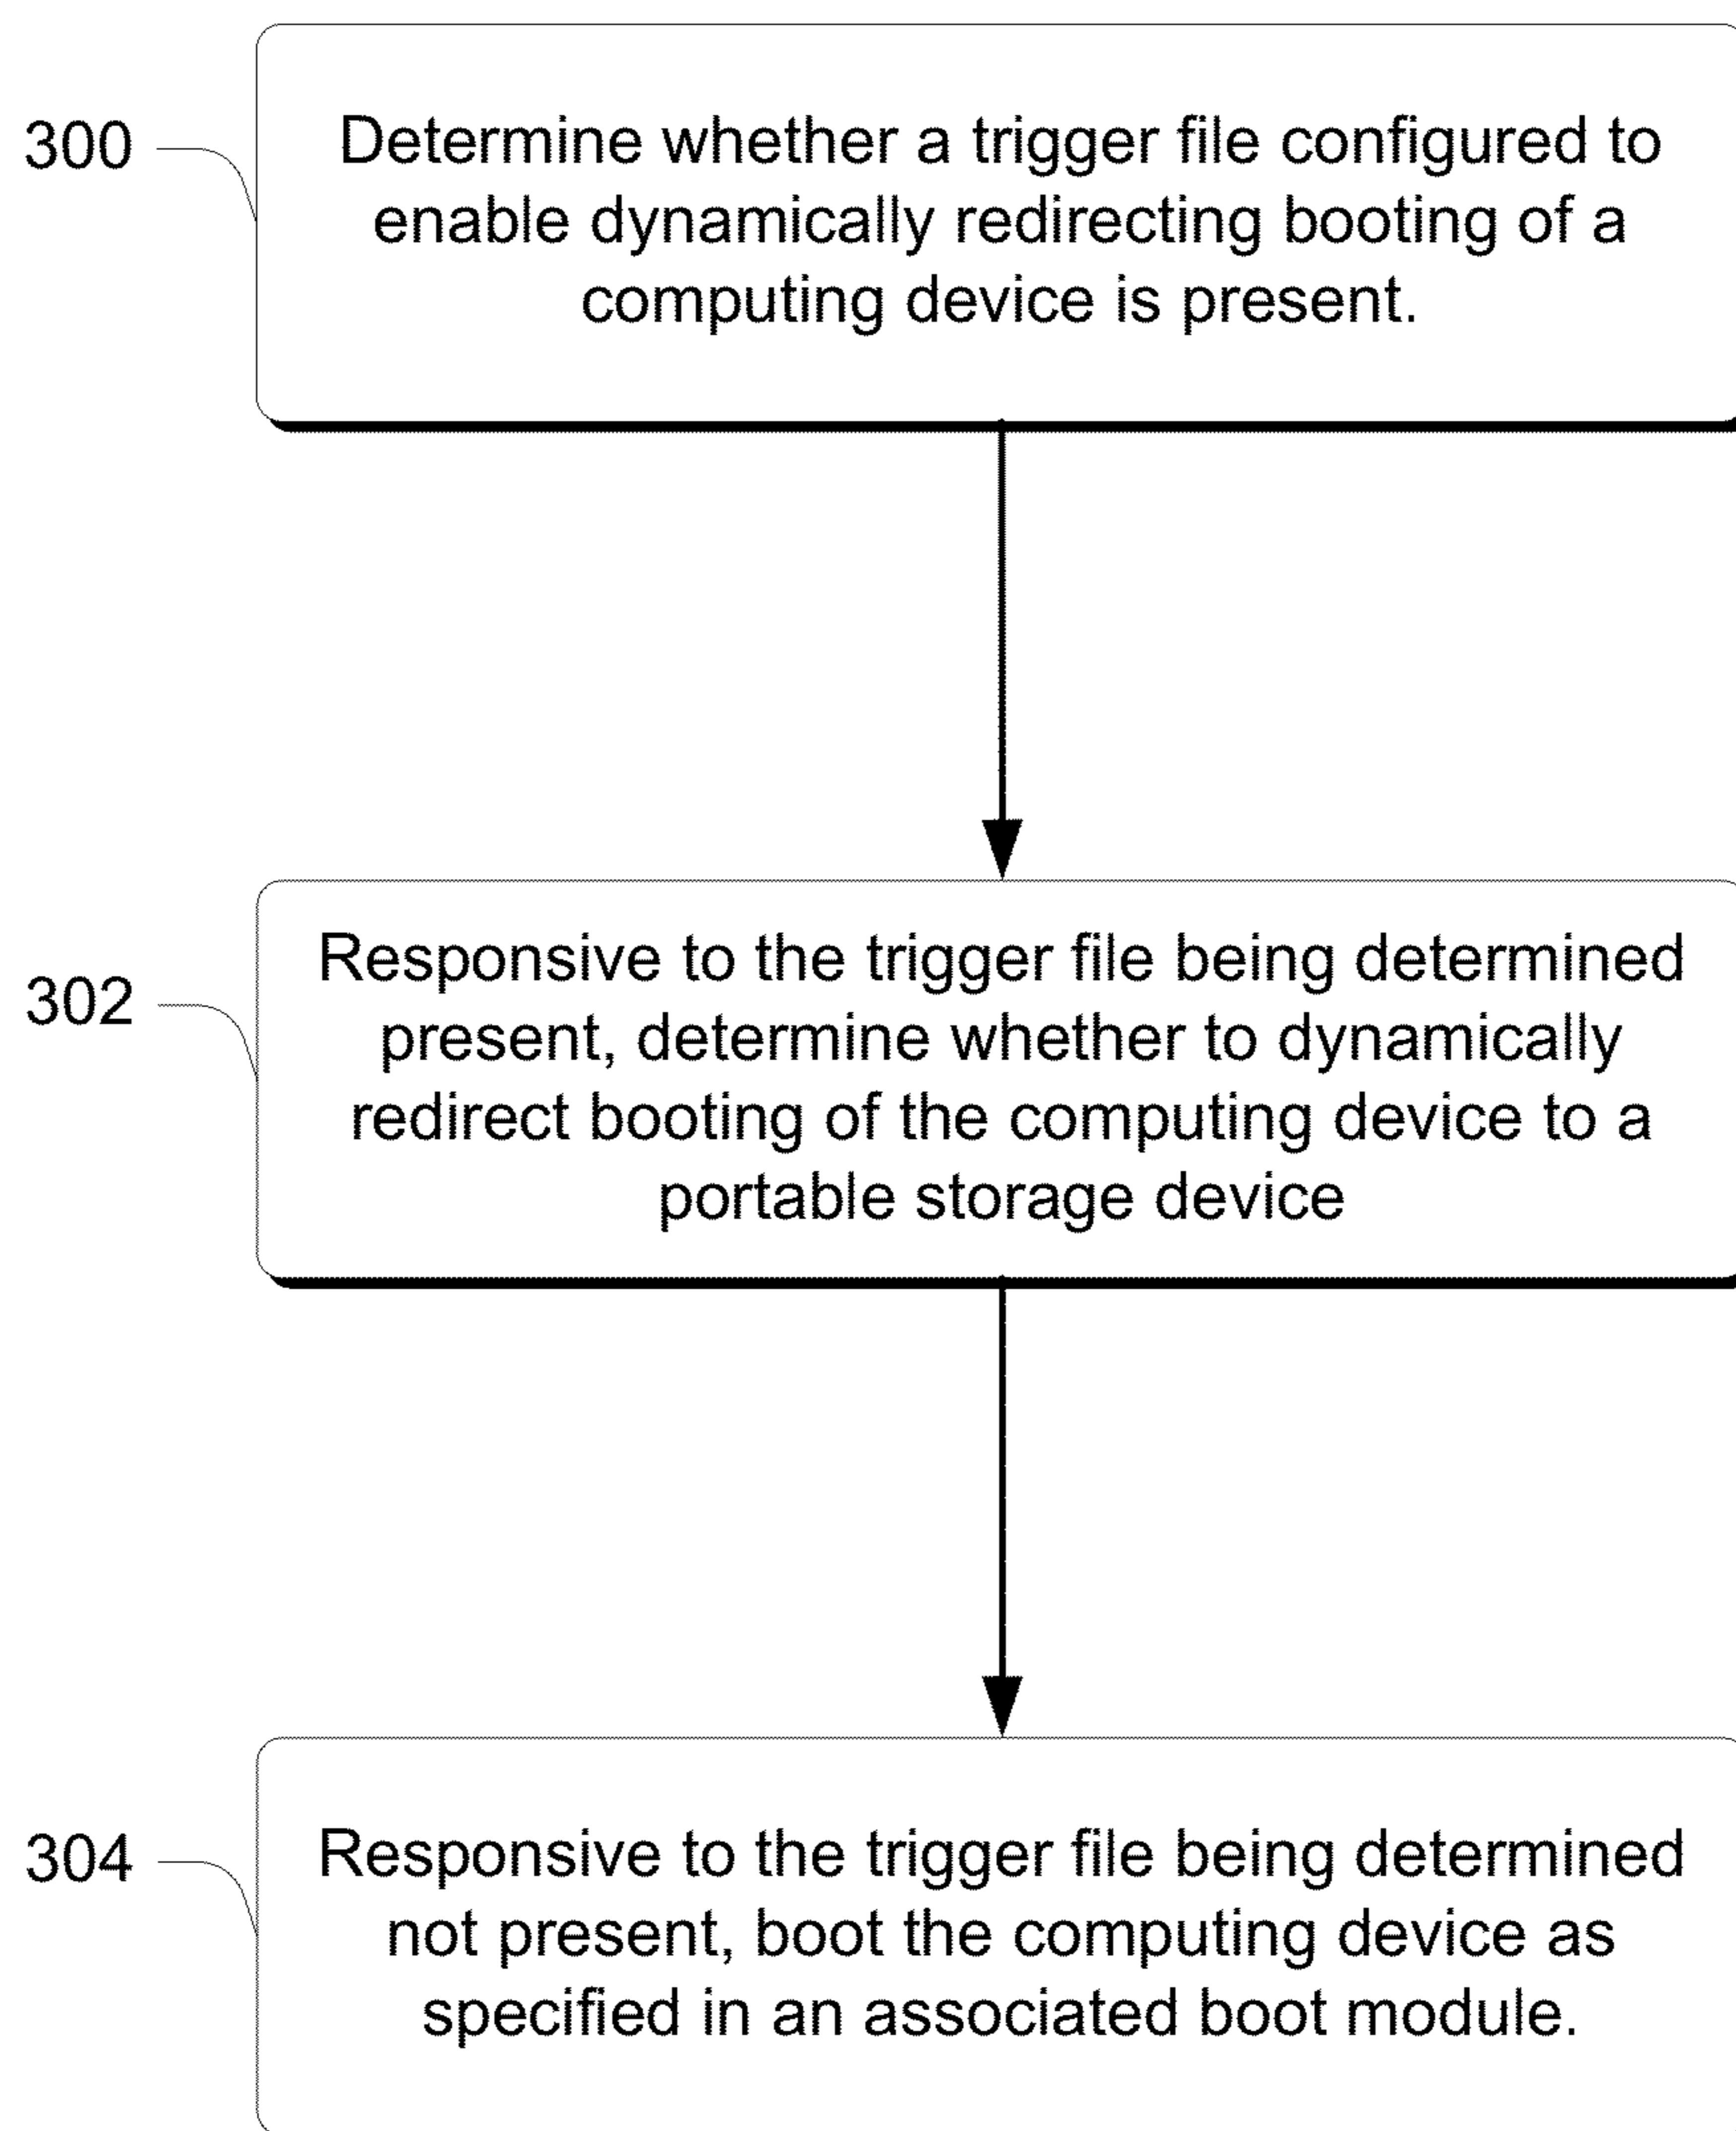 300
Determine whether a trigger file configured to
enable dynamically redirecting booting of a
computing device is present.
302
Responsive to the trigger file being determined
present, determine whether to dynamically
redirect booting of the computing device to a
portable storage device
304
Responsive to the trigger file being determined
not present, boot the computing device as
specified in an associated boot module.